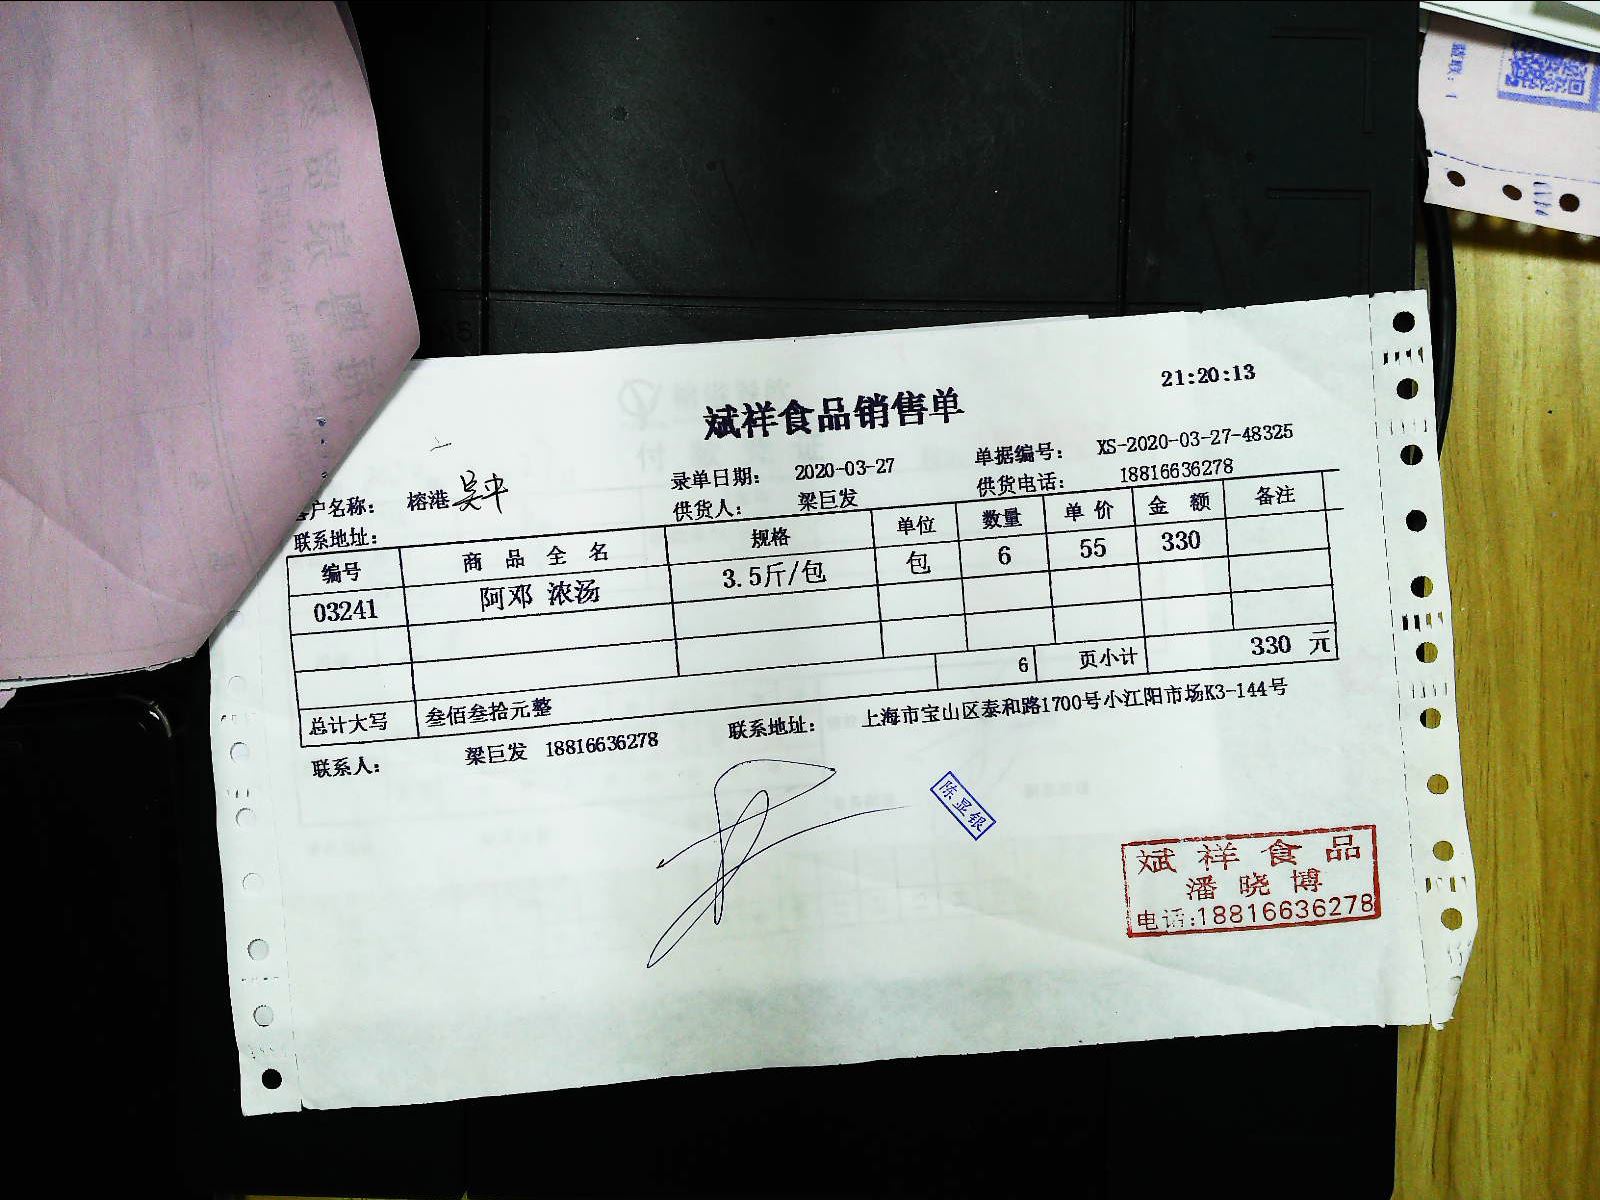 21:20:13
斌祥食品销售单
录单日期： 2020-03-27 单据编号： XS-2020-03-27-48325
户名称： 榕港 吴中 供货人： 梁巨发 供货电话： 18816636278
联系地址：
编号 商品全名 规格 单位 数量 单价 金额 备注
03241 阿邓 浓汤 3.5斤/包 包 6 55 330
6 页小计 330 元
总计大写 叁佰叁拾元整
联系人： 梁巨发 18816636278 联系地址： 上海市宝山区泰和路1700号小江阳市场K3-144号
陈显银
斌祥食品
潘晓博
电话:18816636278